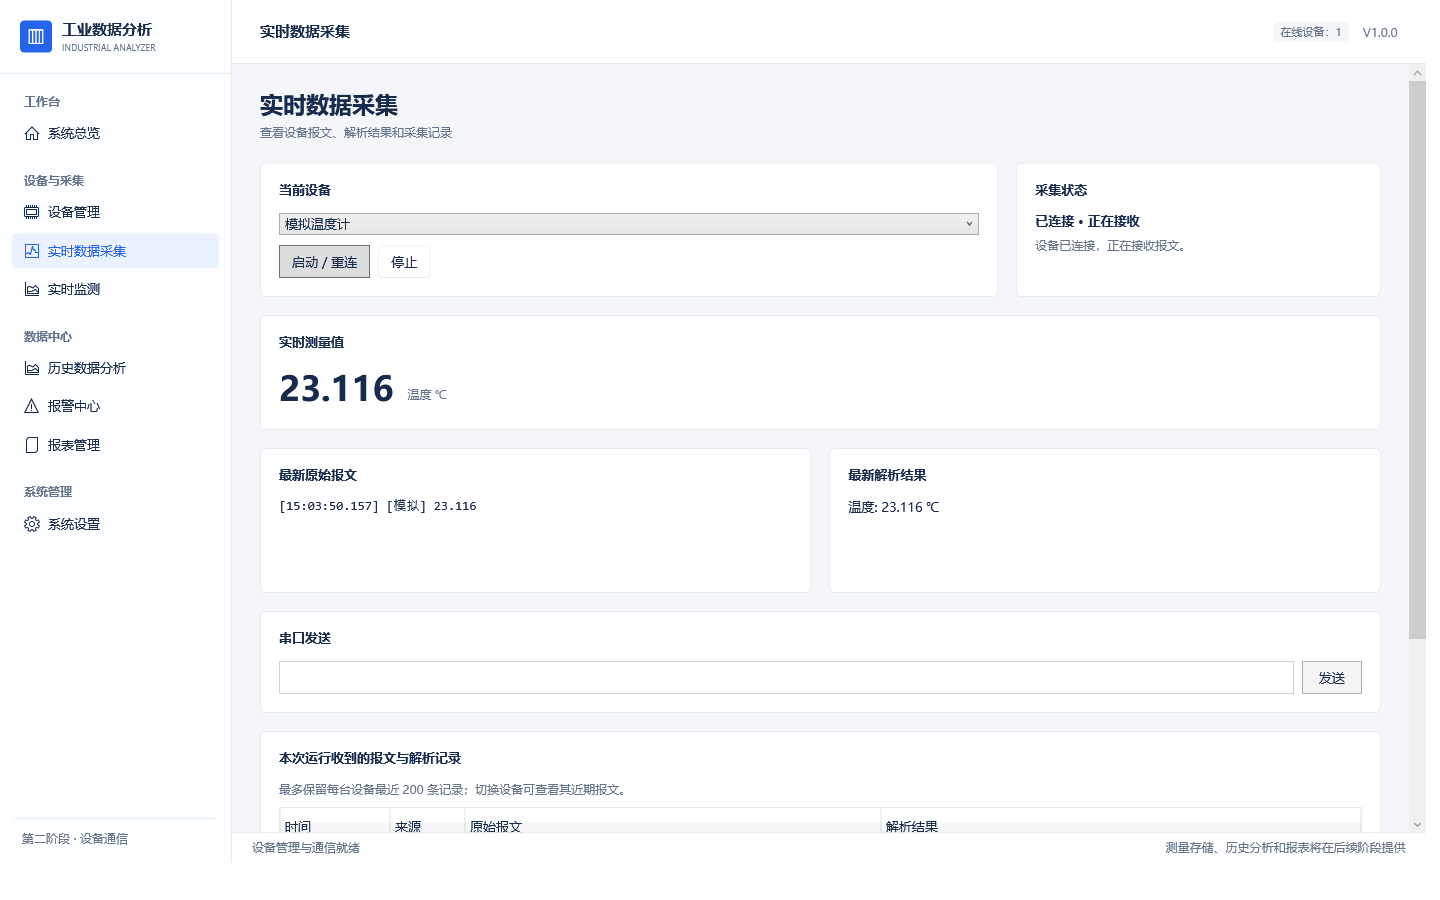 工业数据分析
INDUSTRIAL ANALYZER
工作台
系统总览
设备与采集
设备管理
实时数据采集
实时监测
数据中心
历史数据分析
报警中心
报表管理
系统管理
系统设置
第二阶段 · 设备通信
实时数据采集
在线设备：1
V1.0.0
实时数据采集
查看设备报文、解析结果和采集记录
当前设备
模拟温度计
启动 / 重连
停止
采集状态
已连接 • 正在接收
设备已连接，正在接收报文。
实时测量值
23.116 温度 ℃
最新原始报文
[15:03:50.157] [模拟] 23.116
最新解析结果
温度: 23.116 ℃
串口发送
发送
本次运行收到的报文与解析记录
最多保留每台设备最近 200 条记录；切换设备可查看其近期报文。
时间 来源 原始报文 解析结果
设备管理与通信就绪
测量存储、历史分析和报表将在后续阶段提供